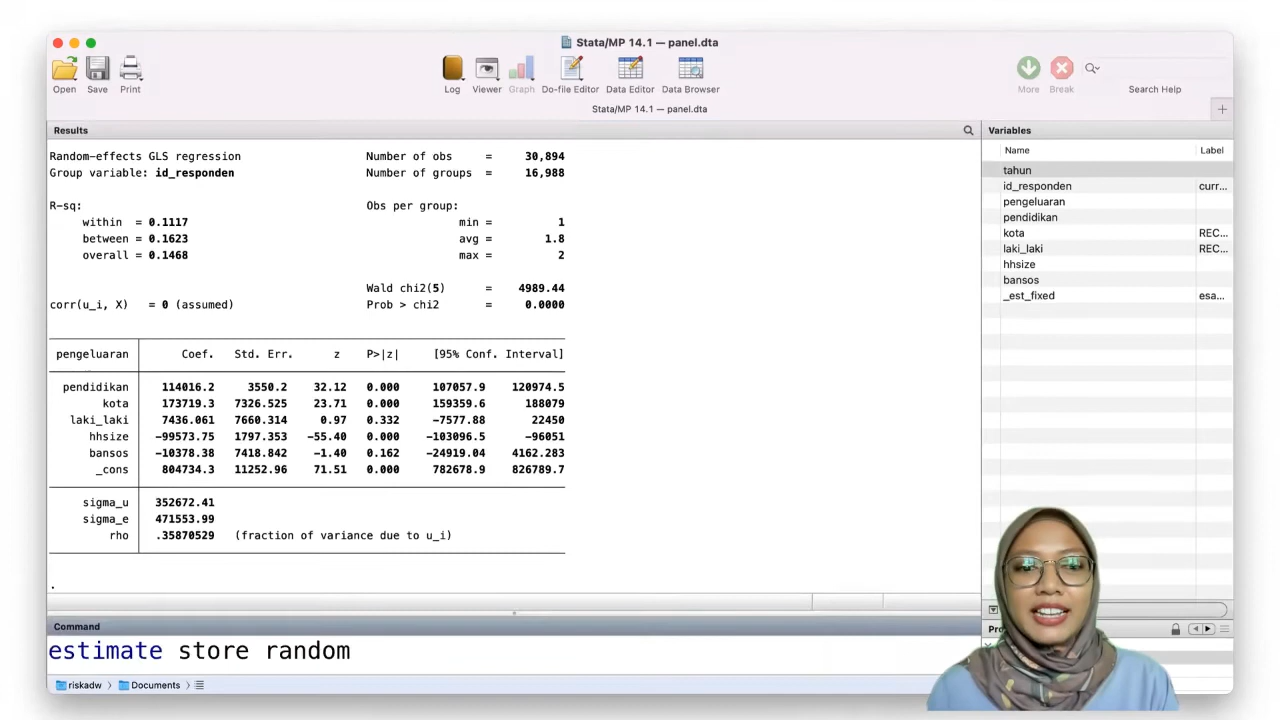 Stata/MP 14.1 — panel.dta
Open Save Print Log Viewer Graph Do-file Editor Data Editor Data Browser More Break Search Help
Stata/MP 14.1 — panel.dta
Results
Random-effects GLS regression Number of obs = 30,894
Group variable: id_responden Number of groups = 16,988
R-sq: Obs per group:
within = 0.1117 min = 1
between = 0.1623 avg = 1.8
overall = 0.1468 max = 2
Wald chi2(5) = 4989.44
corr(u_i, X) = 0 (assumed) Prob > chi2 = 0.0000
pengeluaran Coef. Std. Err. z P>|z| [95% Conf. Interval]
pendidikan 114016.2 3550.2 32.12 0.000 107057.9 120974.5
kota 173719.3 7326.525 23.71 0.000 159359.6 188079
laki_laki 7436.061 7660.314 0.97 0.332 -7577.88 22450
hhsize -99573.75 1797.353 -55.40 0.000 -103096.5 -96051
bansos -10378.38 7418.842 -1.40 0.162 -24919.04 4162.283
_cons 804734.3 11252.96 71.51 0.000 782678.9 826789.7
sigma_u 352672.41
sigma_e 471553.99
rho .35870529 (fraction of variance due to u_i)
.
Command
estimate store random
riskadw > Documents >
Variables
Name Label
tahun
id_responden curr...
pengeluaran
pendidikan
kota REC...
laki_laki REC...
hhsize
bansos
_est_fixed esa...